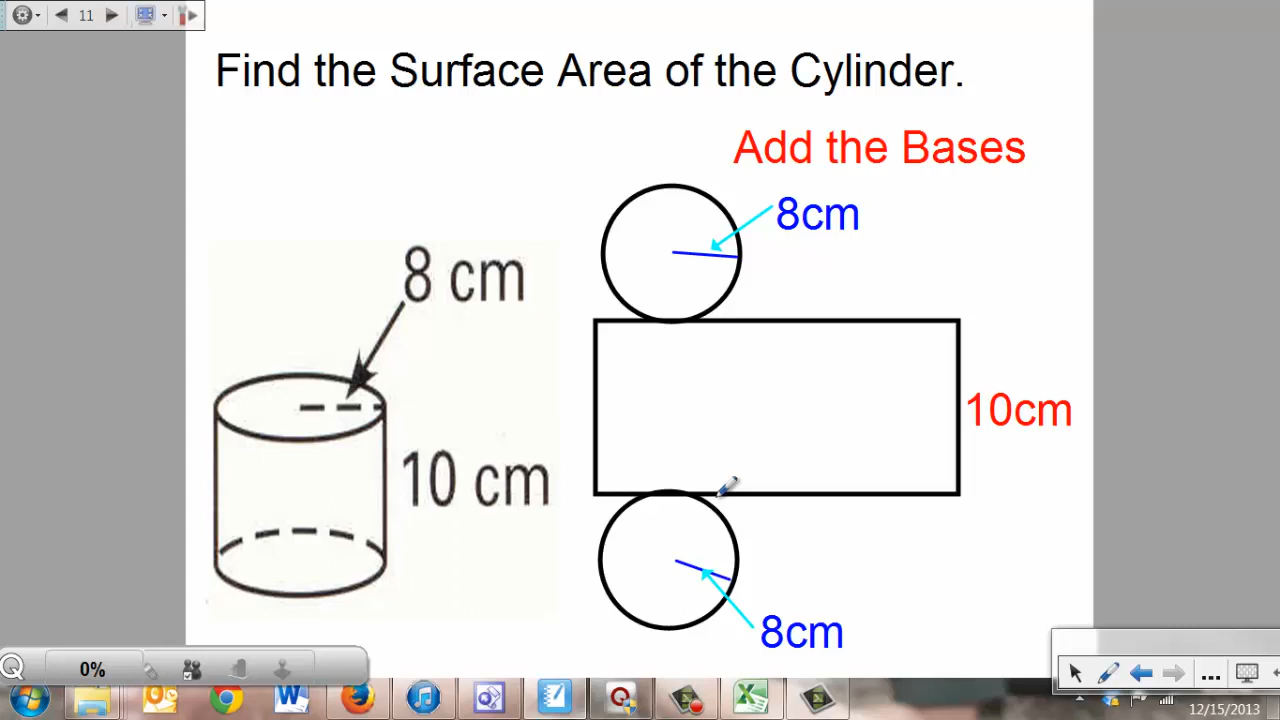 11
Find the Surface Area of the Cylinder.
Add the Bases
8cm
8 cm
10cm
10 cm
8cm
0%
12/15/2013